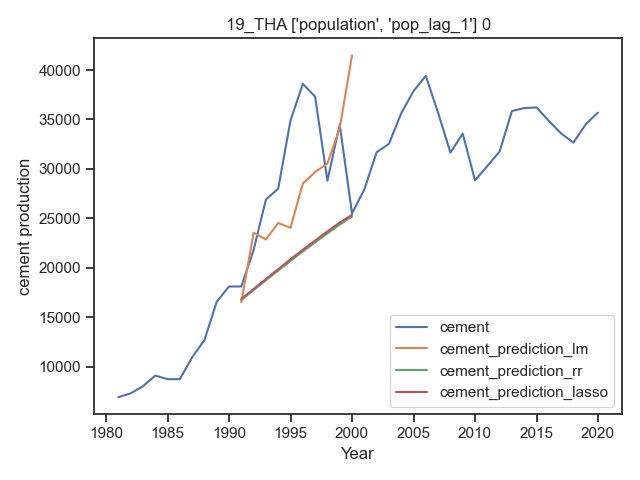 19_THA ['population', 'pop_lag_1'] 0
cement production
40000
35000
30000
25000
20000
15000
10000
cement
cement_prediction_lm
cement_prediction_rr
cement_prediction_lasso
1980 1985 1990 1995 2000 2005 2010 2015 2020
Year